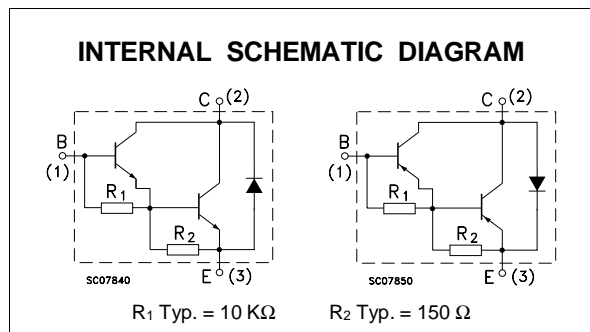 INTERNAL SCHEMATIC DIAGRAM
C (2)
B
(1)
R1
R2
E (3)
SC07840
C (2)
B
(1)
R1
R2
E (3)
SC07850
R1 Typ. = 10 KΩ R2 Typ. = 150 Ω